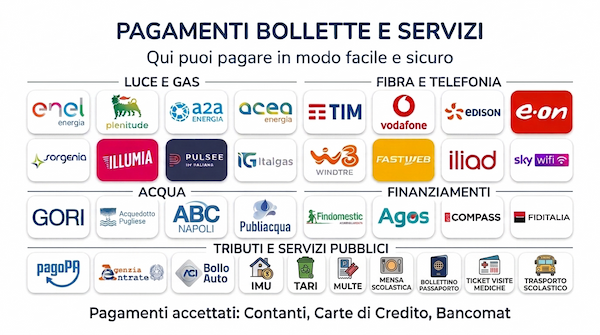 PAGAMENTI BOLLETTE E SERVIZI
Qui puoi pagare in modo facile e sicuro
LUCE E GAS
FIBRA E TELEFONIA
enel energia
plenitude
a2a ENERGIA
acea energia
TIM
vodafone
EDISON
e·on
sorgenia
ILLUMIA
PULSEE
Italgas
WINDTRE
FASTWEB
iliad
sky wifi
ACQUA
FINANZIAMENTI
GORI
Acquedotto Pugliese
ABC NAPOLI
Publiacqua
Findomestic
Agos
COMPASS
FIDITALIA
TRIBUTI E SERVIZI PUBBLICI
pagoPA
Agenzia Entrate
ACI Bollo Auto
IMU
TARI
MULTE
MENSA SCOLASTICA
BOLLETTINO PASSAPORTO
TICKET VISITE MEDICHE
TRASPORTO SCOLASTICO
Pagamenti accettati: Contanti, Carte di Credito, Bancomat